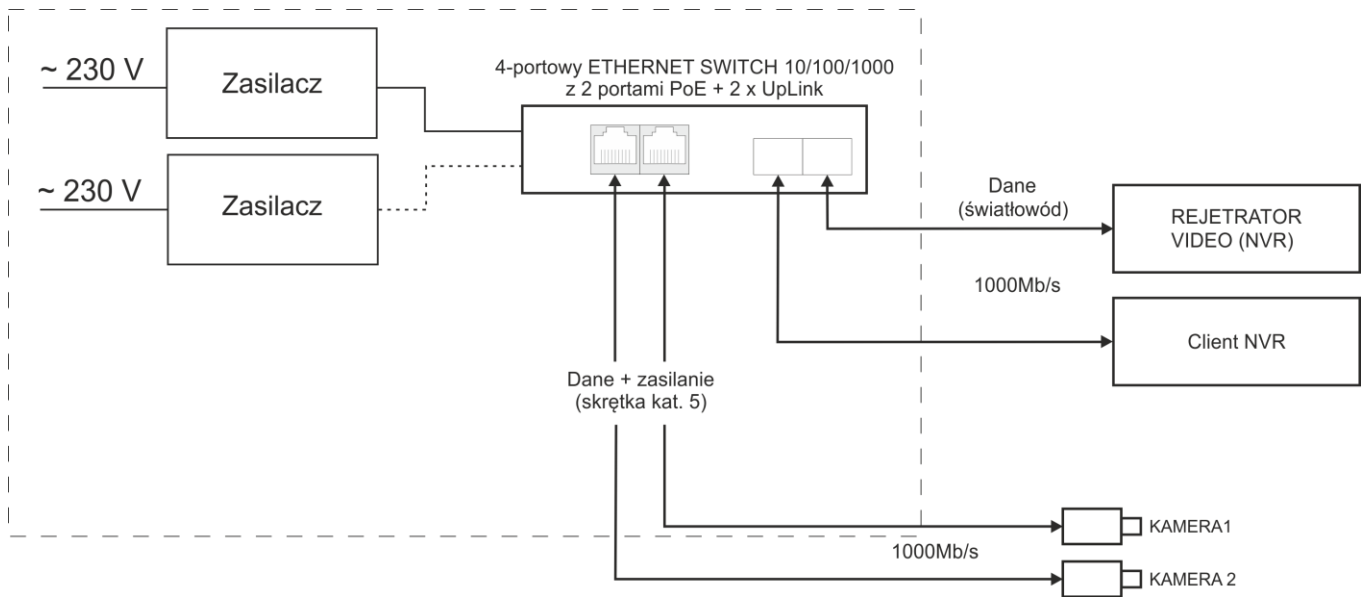 ~ 230 V
Zasilacz
4-portowy ETHERNET SWITCH 10/100/1000
z 2 portami PoE + 2 x UpLink
~ 230 V
Zasilacz
Dane
(światłowód)
REJETRATOR
VIDEO (NVR)
1000Mb/s
Client NVR
Dane + zasilanie
(skrętka kat. 5)
KAMERA1
1000Mb/s
KAMERA 2